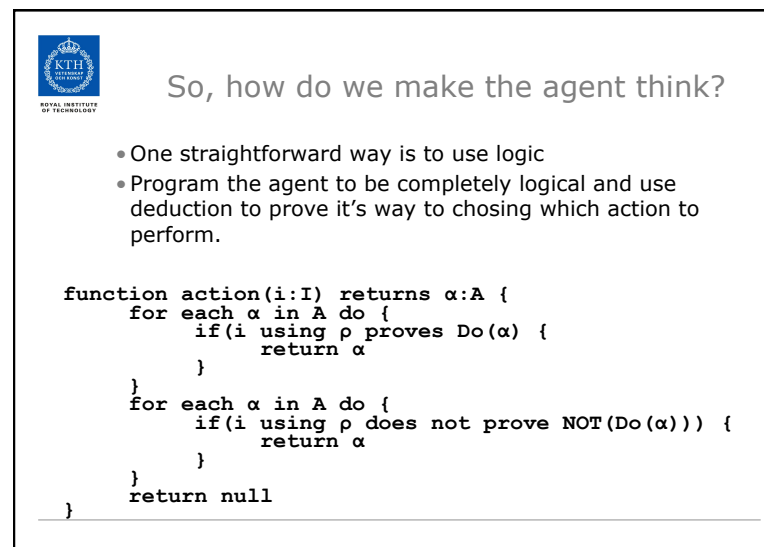 KTH
VETENSKAP
OCH KONST
ROYAL INSTITUTE
OF TECHNOLOGY
So, how do we make the agent think?
• One straightforward way is to use logic
• Program the agent to be completely logical and use
deduction to prove it's way to chosing which action to
perform.
function action(i:I) returns α:A {
for each α in A do {
if(i using ρ proves Do(α) {
return α
}
}
for each α in A do {
if(i using ρ does not prove NOT(Do(α))) {
return α
}
}
return null
}